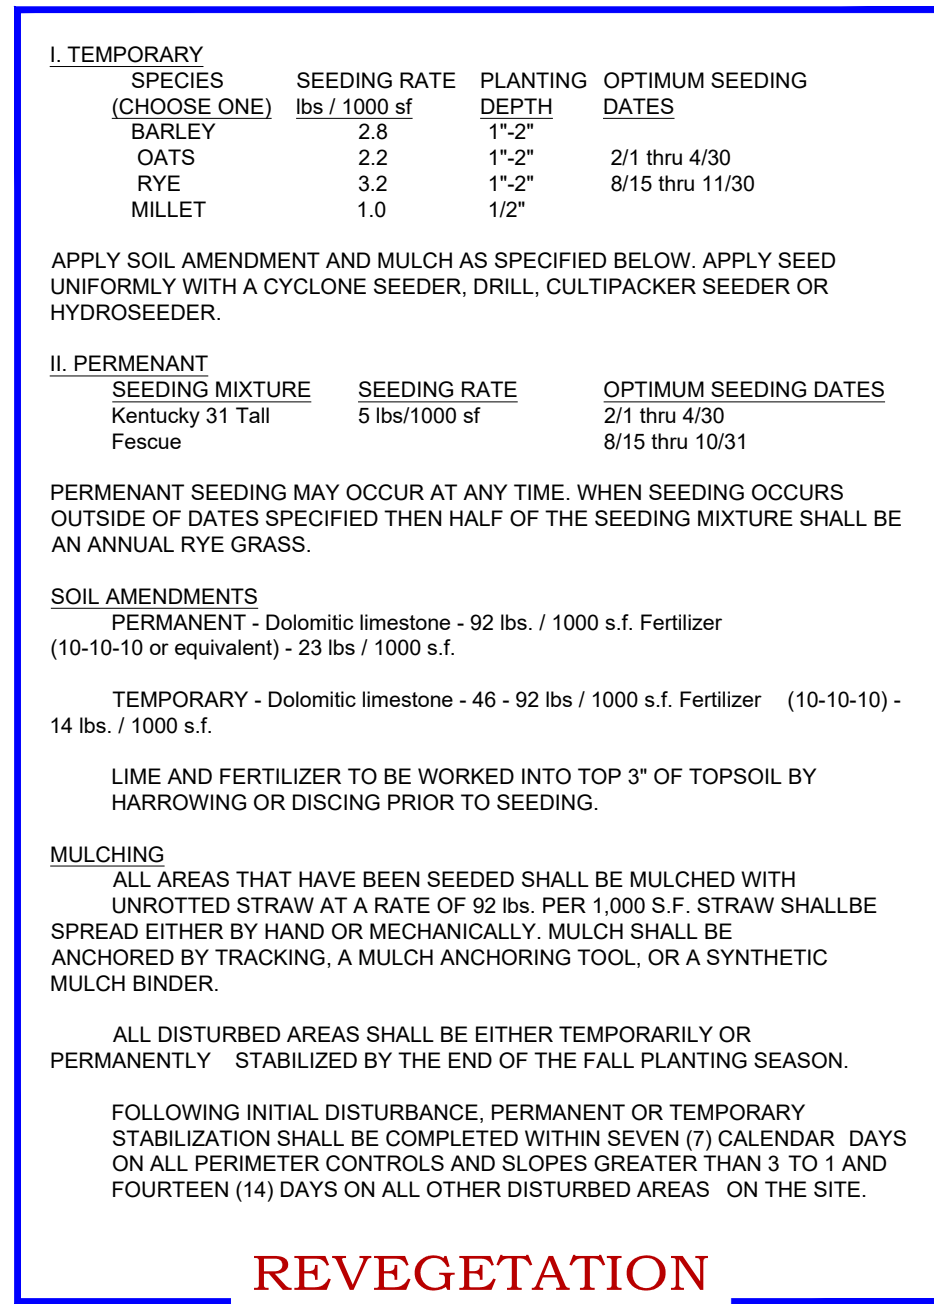 I. TEMPORARY
SPECIES SEEDING RATE PLANTING OPTIMUM SEEDING
(CHOOSE ONE) lbs / 1000 sf DEPTH DATES
BARLEY 2.8 1"-2"
OATS 2.2 1"-2" 2/1 thru 4/30
RYE 3.2 1"-2" 8/15 thru 11/30
MILLET 1.0 1/2"
APPLY SOIL AMENDMENT AND MULCH AS SPECIFIED BELOW. APPLY SEED
UNIFORMLY WITH A CYCLONE SEEDER, DRILL, CULTIPACKER SEEDER OR
HYDROSEEDER.
II. PERMENANT
SEEDING MIXTURE SEEDING RATE OPTIMUM SEEDING DATES
Kentucky 31 Tall 5 lbs/1000 sf 2/1 thru 4/30
Fescue 8/15 thru 10/31
PERMENANT SEEDING MAY OCCUR AT ANY TIME. WHEN SEEDING OCCURS
OUTSIDE OF DATES SPECIFIED THEN HALF OF THE SEEDING MIXTURE SHALL BE
AN ANNUAL RYE GRASS.
SOIL AMENDMENTS
PERMANENT - Dolomitic limestone - 92 lbs. / 1000 s.f. Fertilizer
(10-10-10 or equivalent) - 23 lbs / 1000 s.f.
TEMPORARY - Dolomitic limestone - 46 - 92 lbs / 1000 s.f. Fertilizer (10-10-10) -
14 lbs. / 1000 s.f.
LIME AND FERTILIZER TO BE WORKED INTO TOP 3" OF TOPSOIL BY
HARROWING OR DISCING PRIOR TO SEEDING.
MULCHING
ALL AREAS THAT HAVE BEEN SEEDED SHALL BE MULCHED WITH
UNROTTED STRAW AT A RATE OF 92 lbs. PER 1,000 S.F. STRAW SHALLBE
SPREAD EITHER BY HAND OR MECHANICALLY. MULCH SHALL BE
ANCHORED BY TRACKING, A MULCH ANCHORING TOOL, OR A SYNTHETIC
MULCH BINDER.
ALL DISTURBED AREAS SHALL BE EITHER TEMPORARILY OR
PERMANENTLY STABILIZED BY THE END OF THE FALL PLANTING SEASON.
FOLLOWING INITIAL DISTURBANCE, PERMANENT OR TEMPORARY
STABILIZATION SHALL BE COMPLETED WITHIN SEVEN (7) CALENDAR DAYS
ON ALL PERIMETER CONTROLS AND SLOPES GREATER THAN 3 TO 1 AND
FOURTEEN (14) DAYS ON ALL OTHER DISTURBED AREAS ON THE SITE.
REVEGETATION